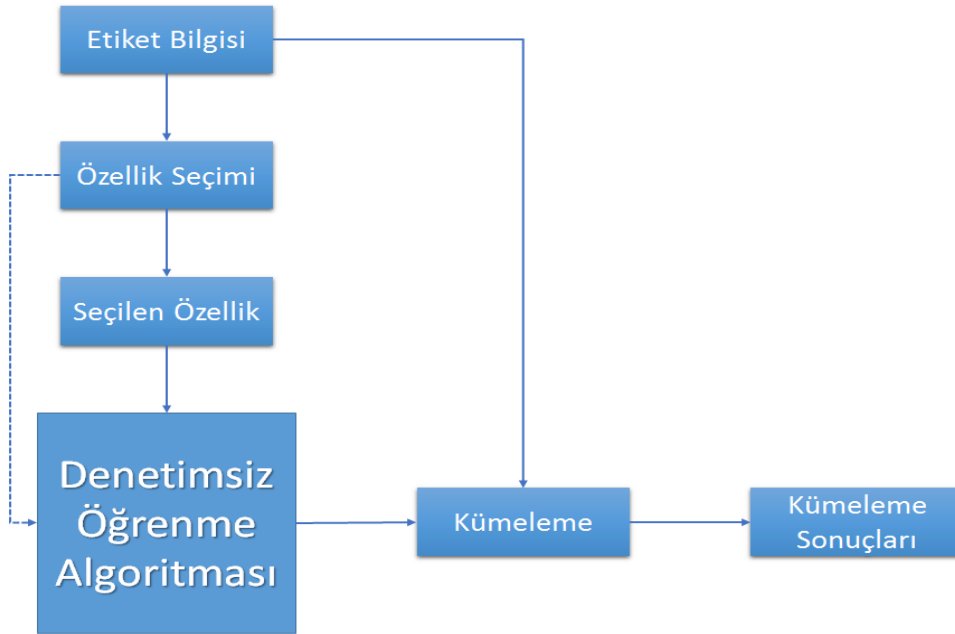 Etiket Bilgisi
Özellik Seçimi
Seçilen Özellik
Denetimsiz
Öğrenme
Algoritması
Kümeleme
Kümeleme
Sonuçları